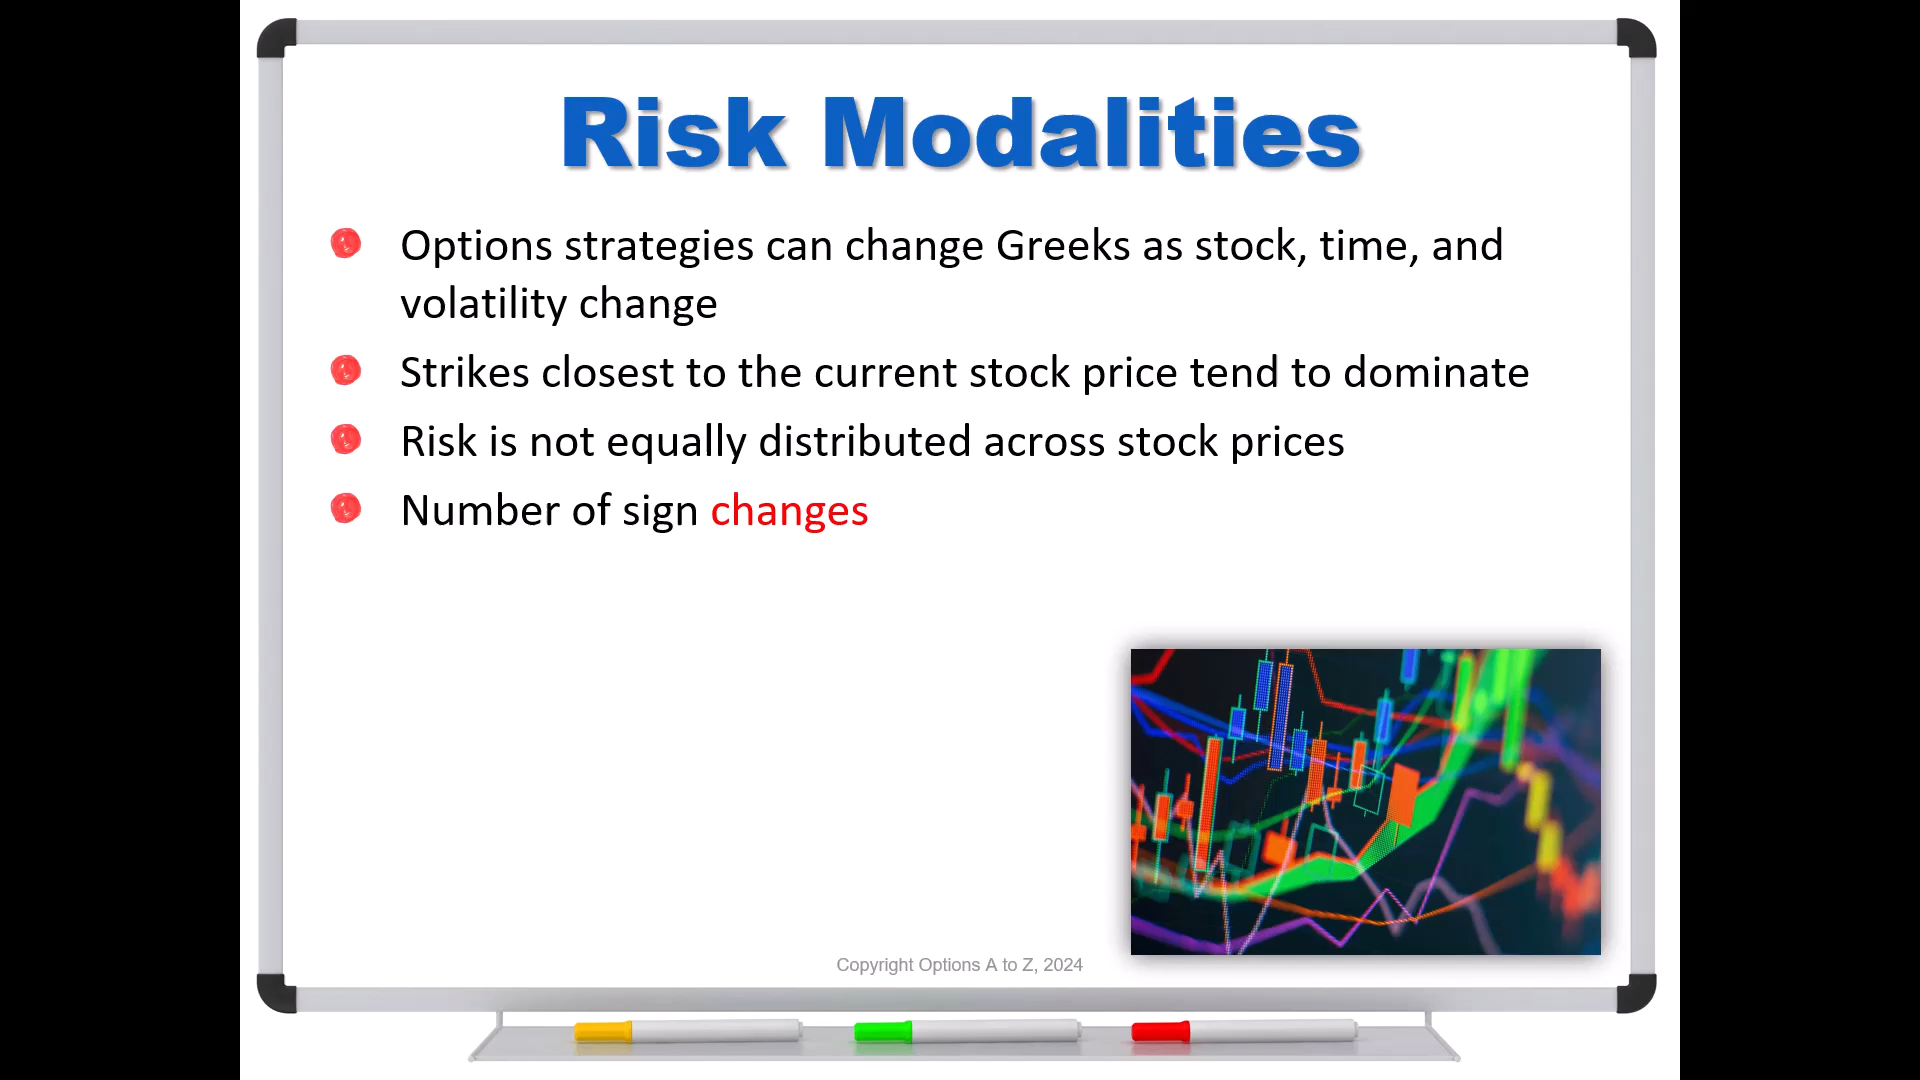 Risk Modalities
Options strategies can change Greeks as stock, time, and
volatility change
Strikes closest to the current stock price tend to dominate
Risk is not equally distributed across stock prices
Number of sign changes
Copyright Options A to Z, 2024